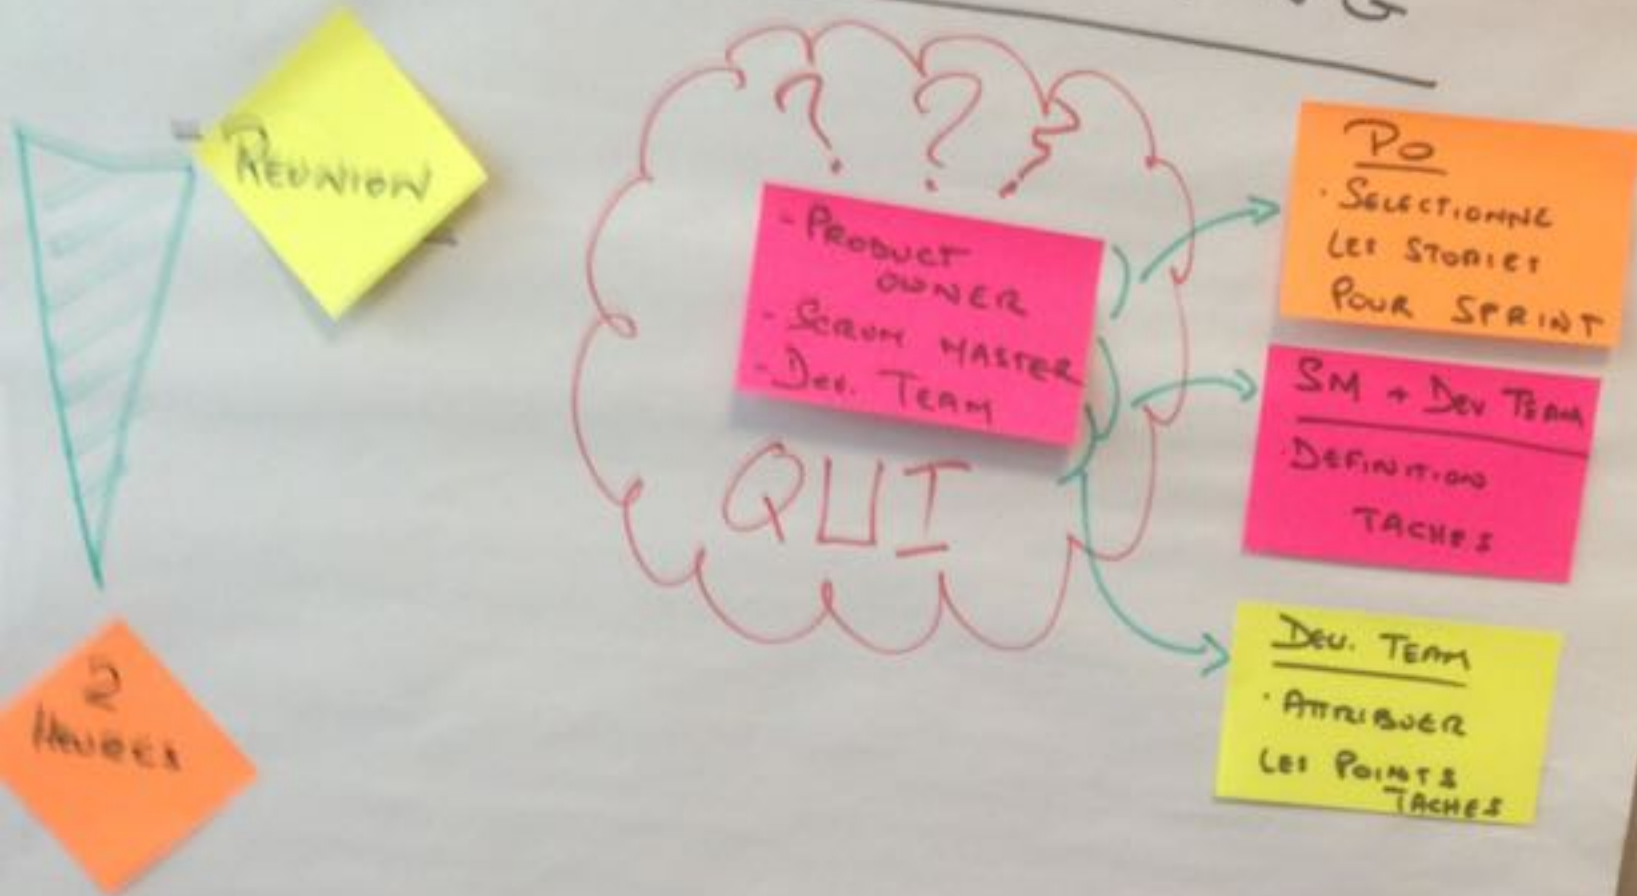 REUNION
2
HEURES
? ? ?
- PRODUCT
OWNER
- SCRUM MASTER
- DEV. TEAM
QUI
PO
· SELECTIONNE
LES STORIES
POUR SPRINT
SM + DEV TEAM
· DEFINITION
TACHES
DEV. TEAM
· ATTRIBUER
LES POINTS
TACHES